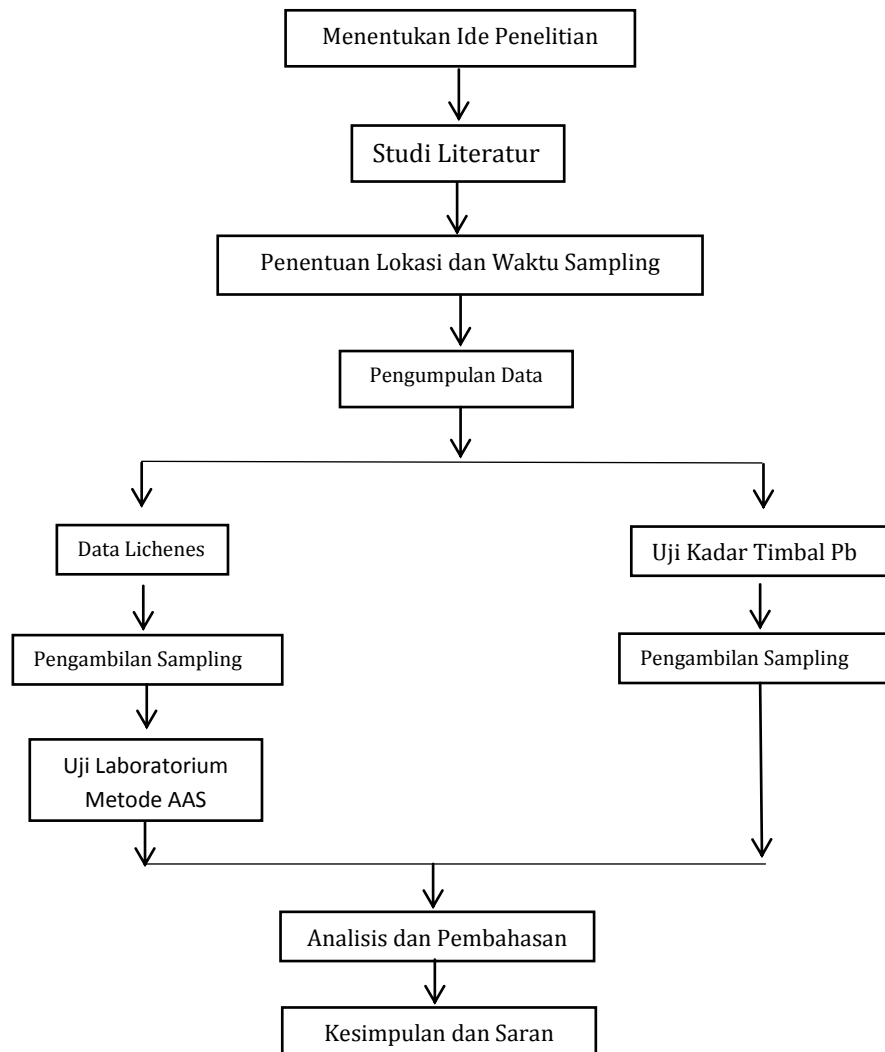 Menentukan Ide Penelitian
Studi Literatur
Penentuan Lokasi dan Waktu Sampling
Pengumpulan Data
Data Lichenes
Uji Kadar Timbal Pb
Pengambilan Sampling
Pengambilan Sampling
Uji Laboratorium
Metode AAS
Analisis dan Pembahasan
Kesimpulan dan Saran